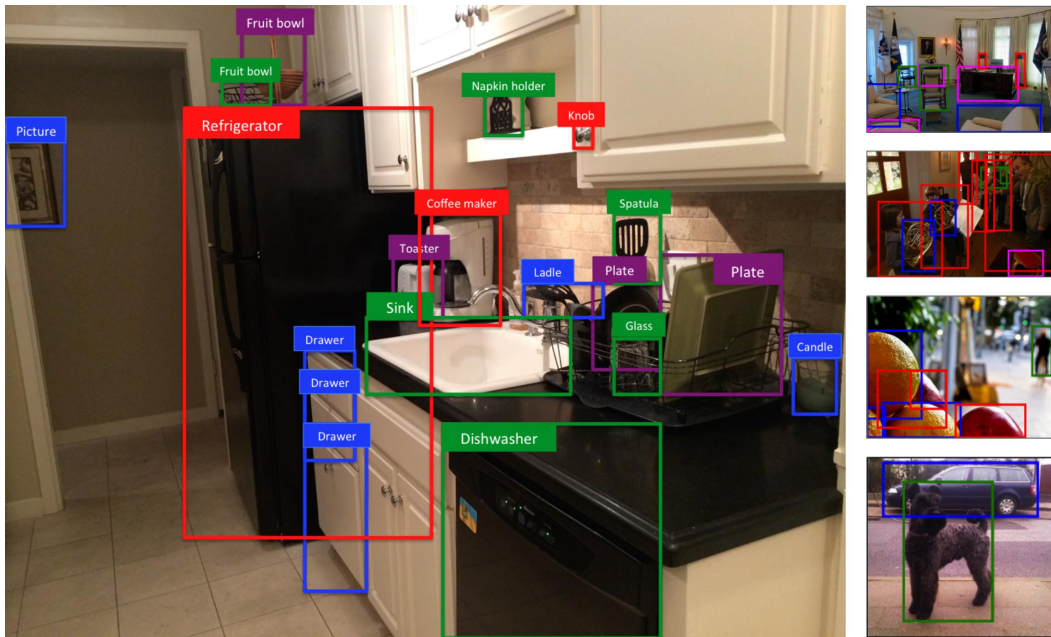 Fruit bowl
Fruit bowl
Napkin holder
Knob
Refrigerator
Picture
Coffee maker
Spatula
Toaster
Ladle
Plate
Plate
Sink
Glass
Drawer
Candle
Drawer
Drawer
Dishwasher